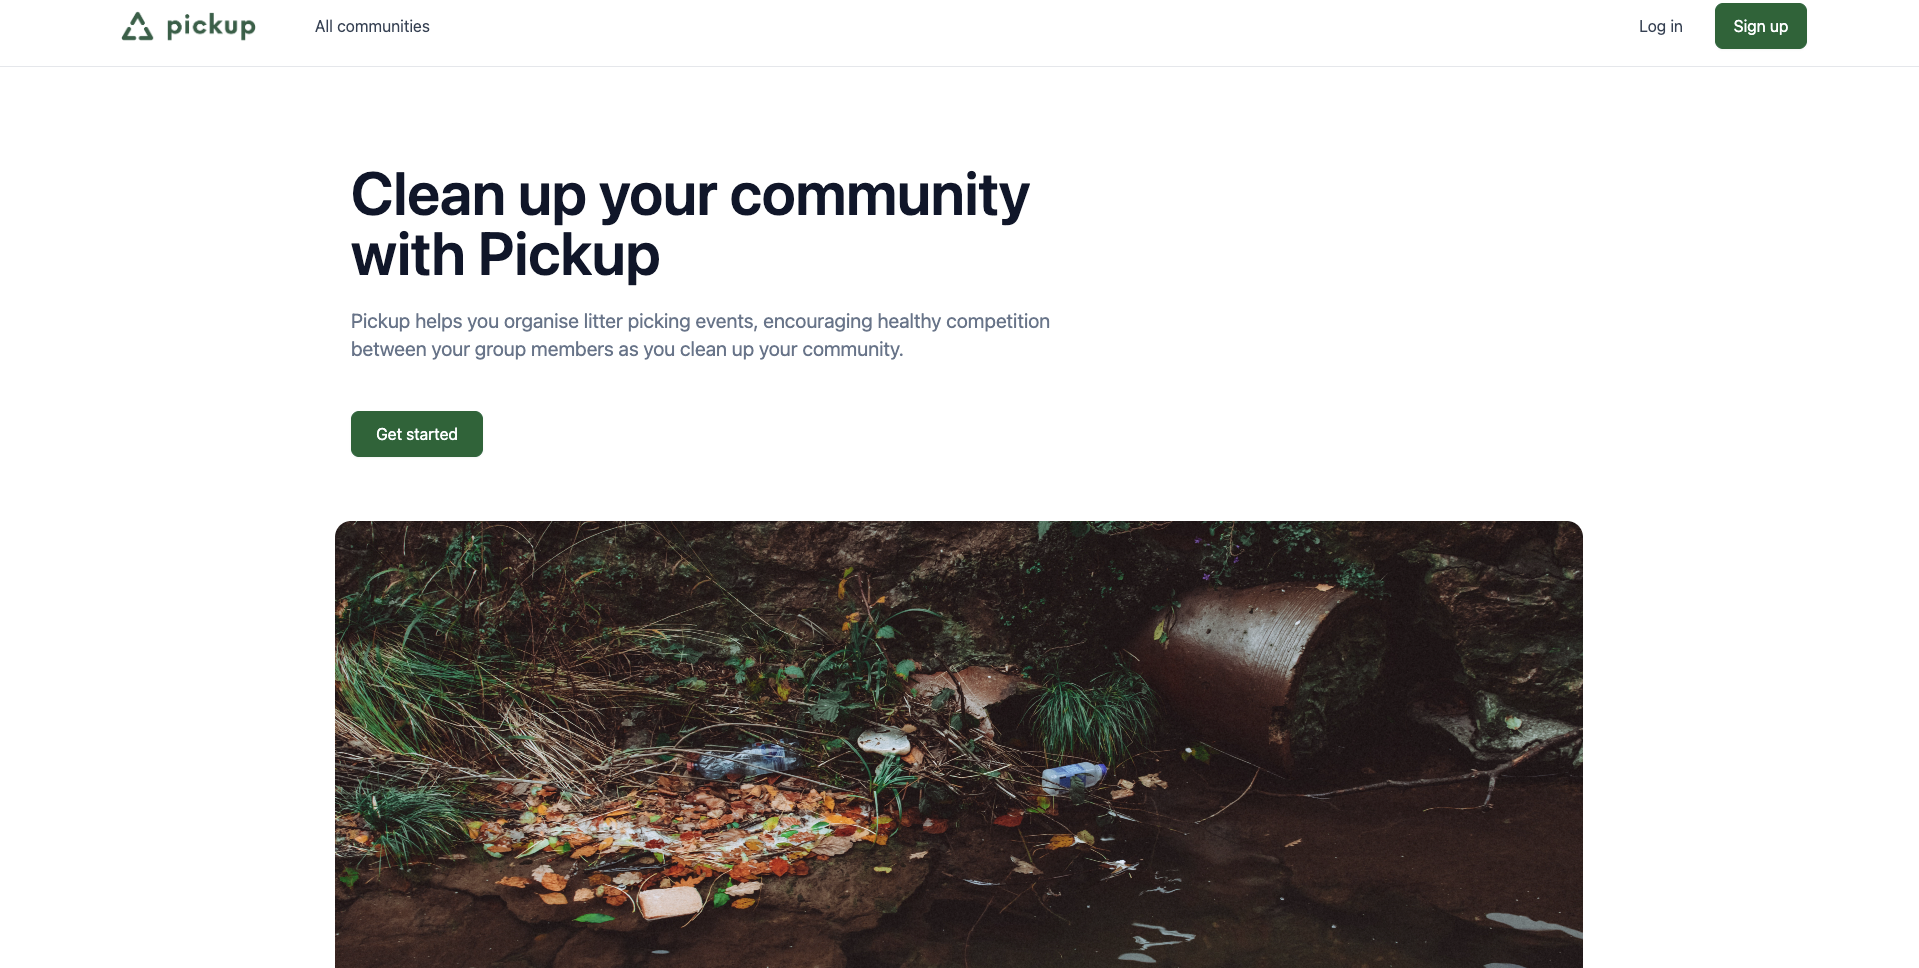 pickup
All communities
Log in
Sign up
Clean up your community
with Pickup
Pickup helps you organise litter picking events, encouraging healthy competition
between your group members as you clean up your community.
Get started